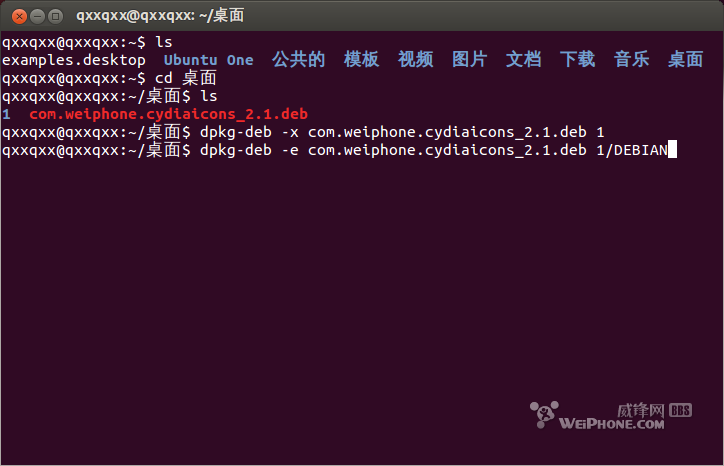 qxxqxx@qxxqxx: ~/桌面
qxxqxx@qxxqxx:~$ ls
examples.desktop  Ubuntu One  公共的  模板  视频  图片  文档  下载  音乐  桌面
qxxqxx@qxxqxx:~$ cd 桌面
qxxqxx@qxxqxx:~/桌面$ ls
1  com.weiphone.cydiaicons_2.1.deb
qxxqxx@qxxqxx:~/桌面$ dpkg-deb -x com.weiphone.cydiaicons_2.1.deb 1
qxxqxx@qxxqxx:~/桌面$ dpkg-deb -e com.weiphone.cydiaicons_2.1.deb 1/DEBIAN
威锋网 BBS
WEIPHONE.COM